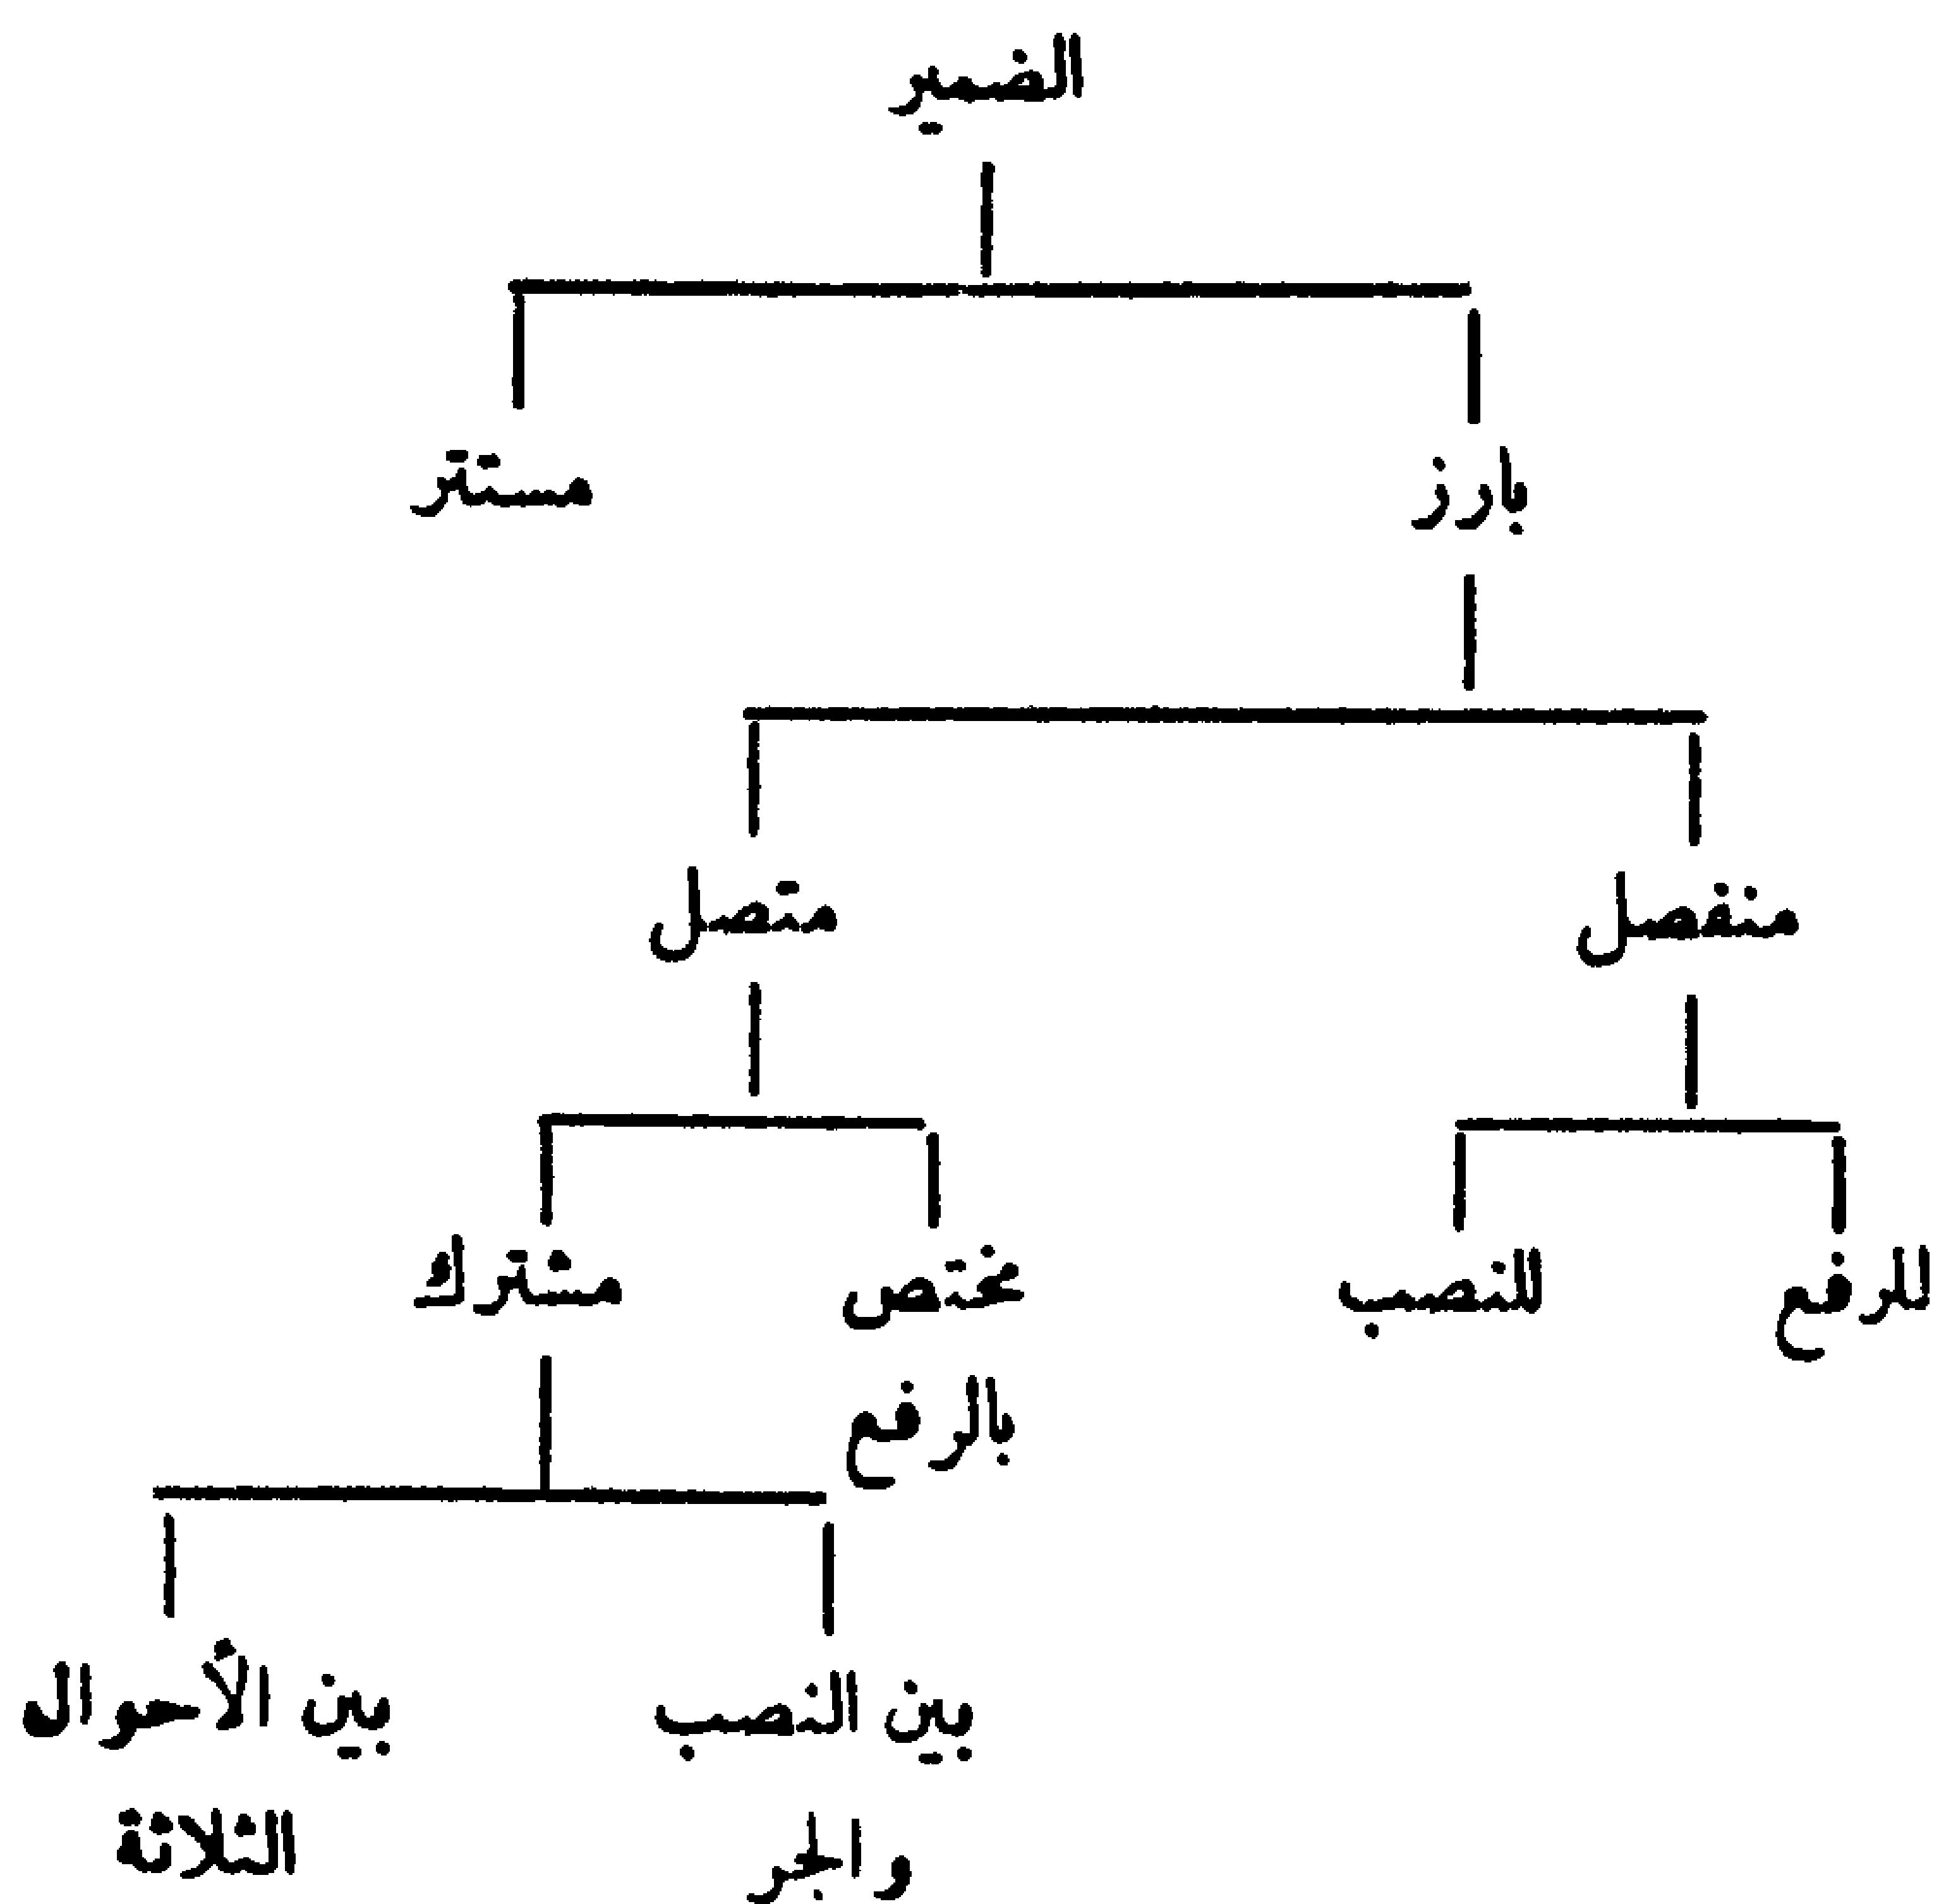 الضمير
بارز
مستتر
منفصل
متصل
للرفع
للنصب
مختص
بالرفع
مشترك
بين النصب
والجر
بين الأحوال
الثلاثة